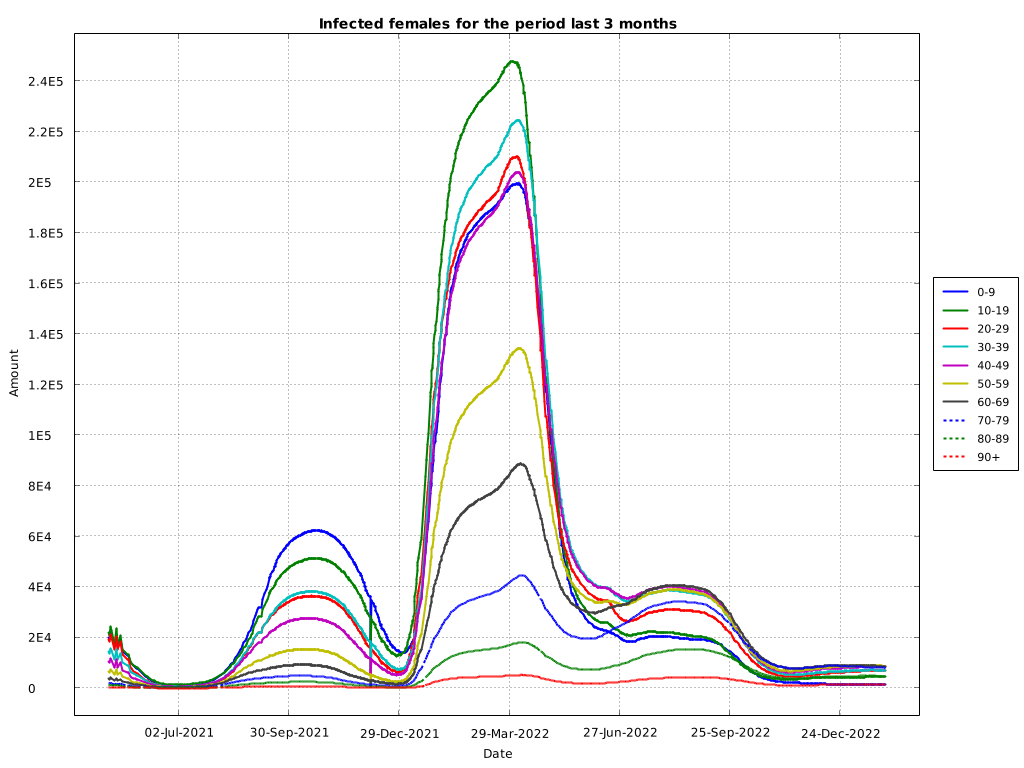 Infected females for the period last 3 months
2.4E5
2.2E5
2E5
1.8E5
1.6E5
1.4E5
1.2E5
1E5
8E4
6E4
4E4
2E4
0
Amount
02-Jul-2021
30-Sep-2021
29-Dec-2021
29-Mar-2022
27-Jun-2022
25-Sep-2022
24-Dec-2022
Date
0-9
10-19
20-29
30-39
40-49
50-59
60-69
70-79
80-89
90+